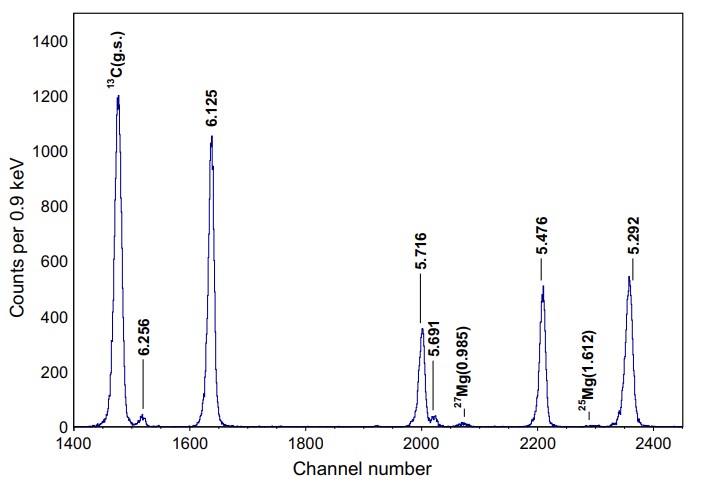 1400
1200
1000
800
600
400
200
0
Counts per 0.9 keV
¹³C(g.s.)
6.256
6.125
5.716
5.691
²⁷Mg(0.985)
5.476
²⁵Mg(1.612)
5.292
1400 1600 1800 2000 2200 2400
Channel number